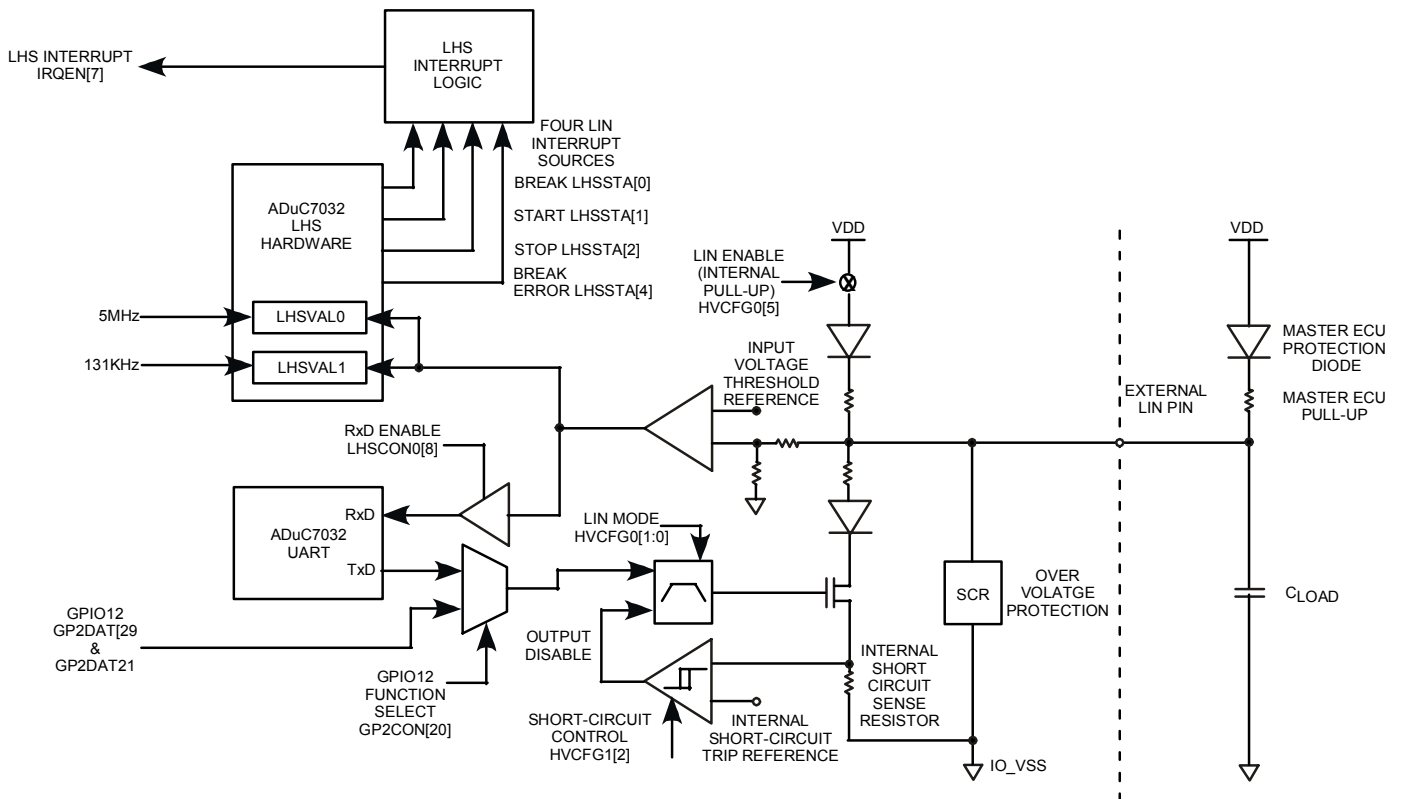 LHS INTERRUPT
IRQEN[7]
LHS
INTERRUPT
LOGIC
FOUR LIN
INTERRUPT
SOURCES
BREAK LHSSTA[0]
START LHSSTA[1]
STOP LHSSTA[2]
BREAK
ERROR LHSSTA[4]
ADuC7032
LHS
HARDWARE
5MHz
LHSVAL0
131KHz
LHSVAL1
VDD
LIN ENABLE
(INTERNAL
PULL-UP)
HVCFG0[5]
INPUT
VOLTAGE
THRESHOLD
REFERENCE
VDD
MASTER ECU
PROTECTION
DIODE
EXTERNAL
LIN PIN
MASTER ECU
PULL-UP
RxD ENABLE
LHSCON0[8]
RxD
ADuC7032
UART
TxD
LIN MODE
HVCFG0[1:0]
SCR
OVER
VOLATGE
PROTECTION
CLOAD
GPIO12
GP2DAT[29
&
GP2DAT21
GPIO12
FUNCTION
SELECT
GP2CON[20]
OUTPUT
DISABLE
SHORT-CIRCUIT
CONTROL
HVCFG1[2]
INTERNAL
SHORT-CIRCUIT
TRIP REFERENCE
INTERNAL
SHORT
CIRCUIT
SENSE
RESISTOR
IO_VSS